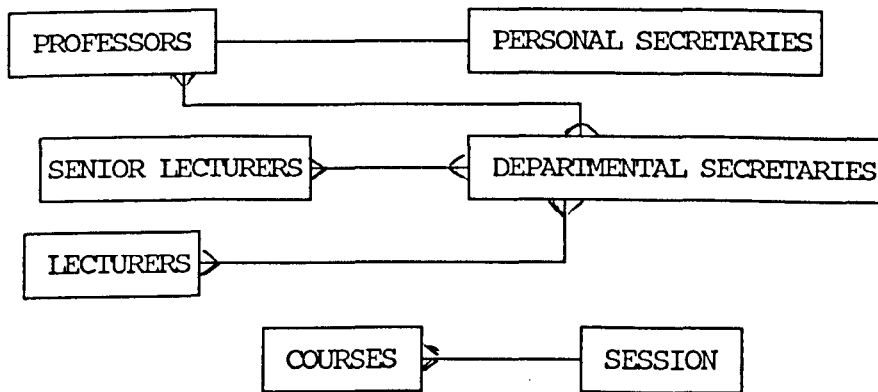 PROFESSORS
PERSONAL SECRETARIES
SENIOR LECTURERS
DEPARTMENTAL SECRETARIES
LECTURERS
COURSES
SESSION